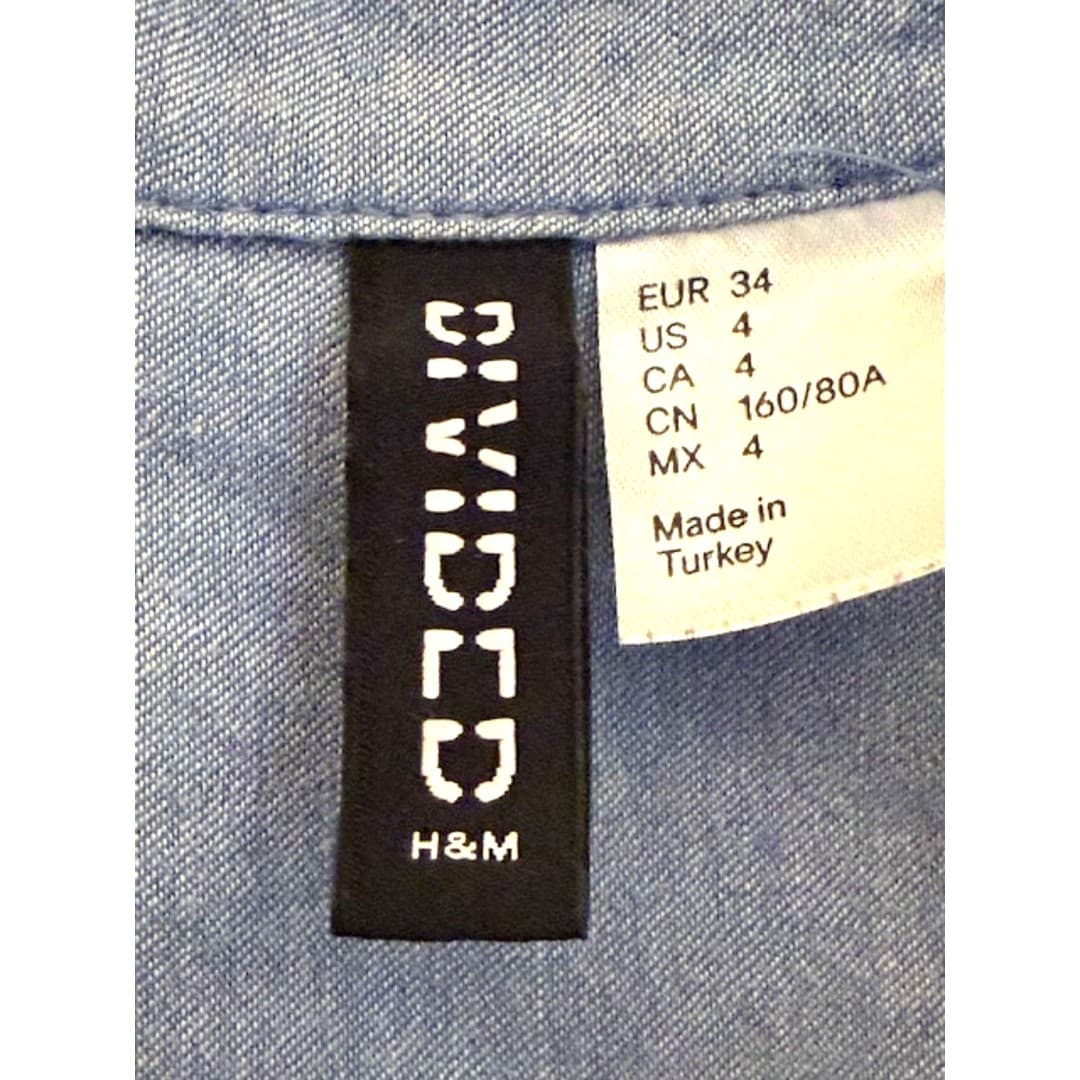 DIVIDED
H&M
EUR 34
US 4
CA 4
CN 160/80A
MX 4
Made in
Turkey